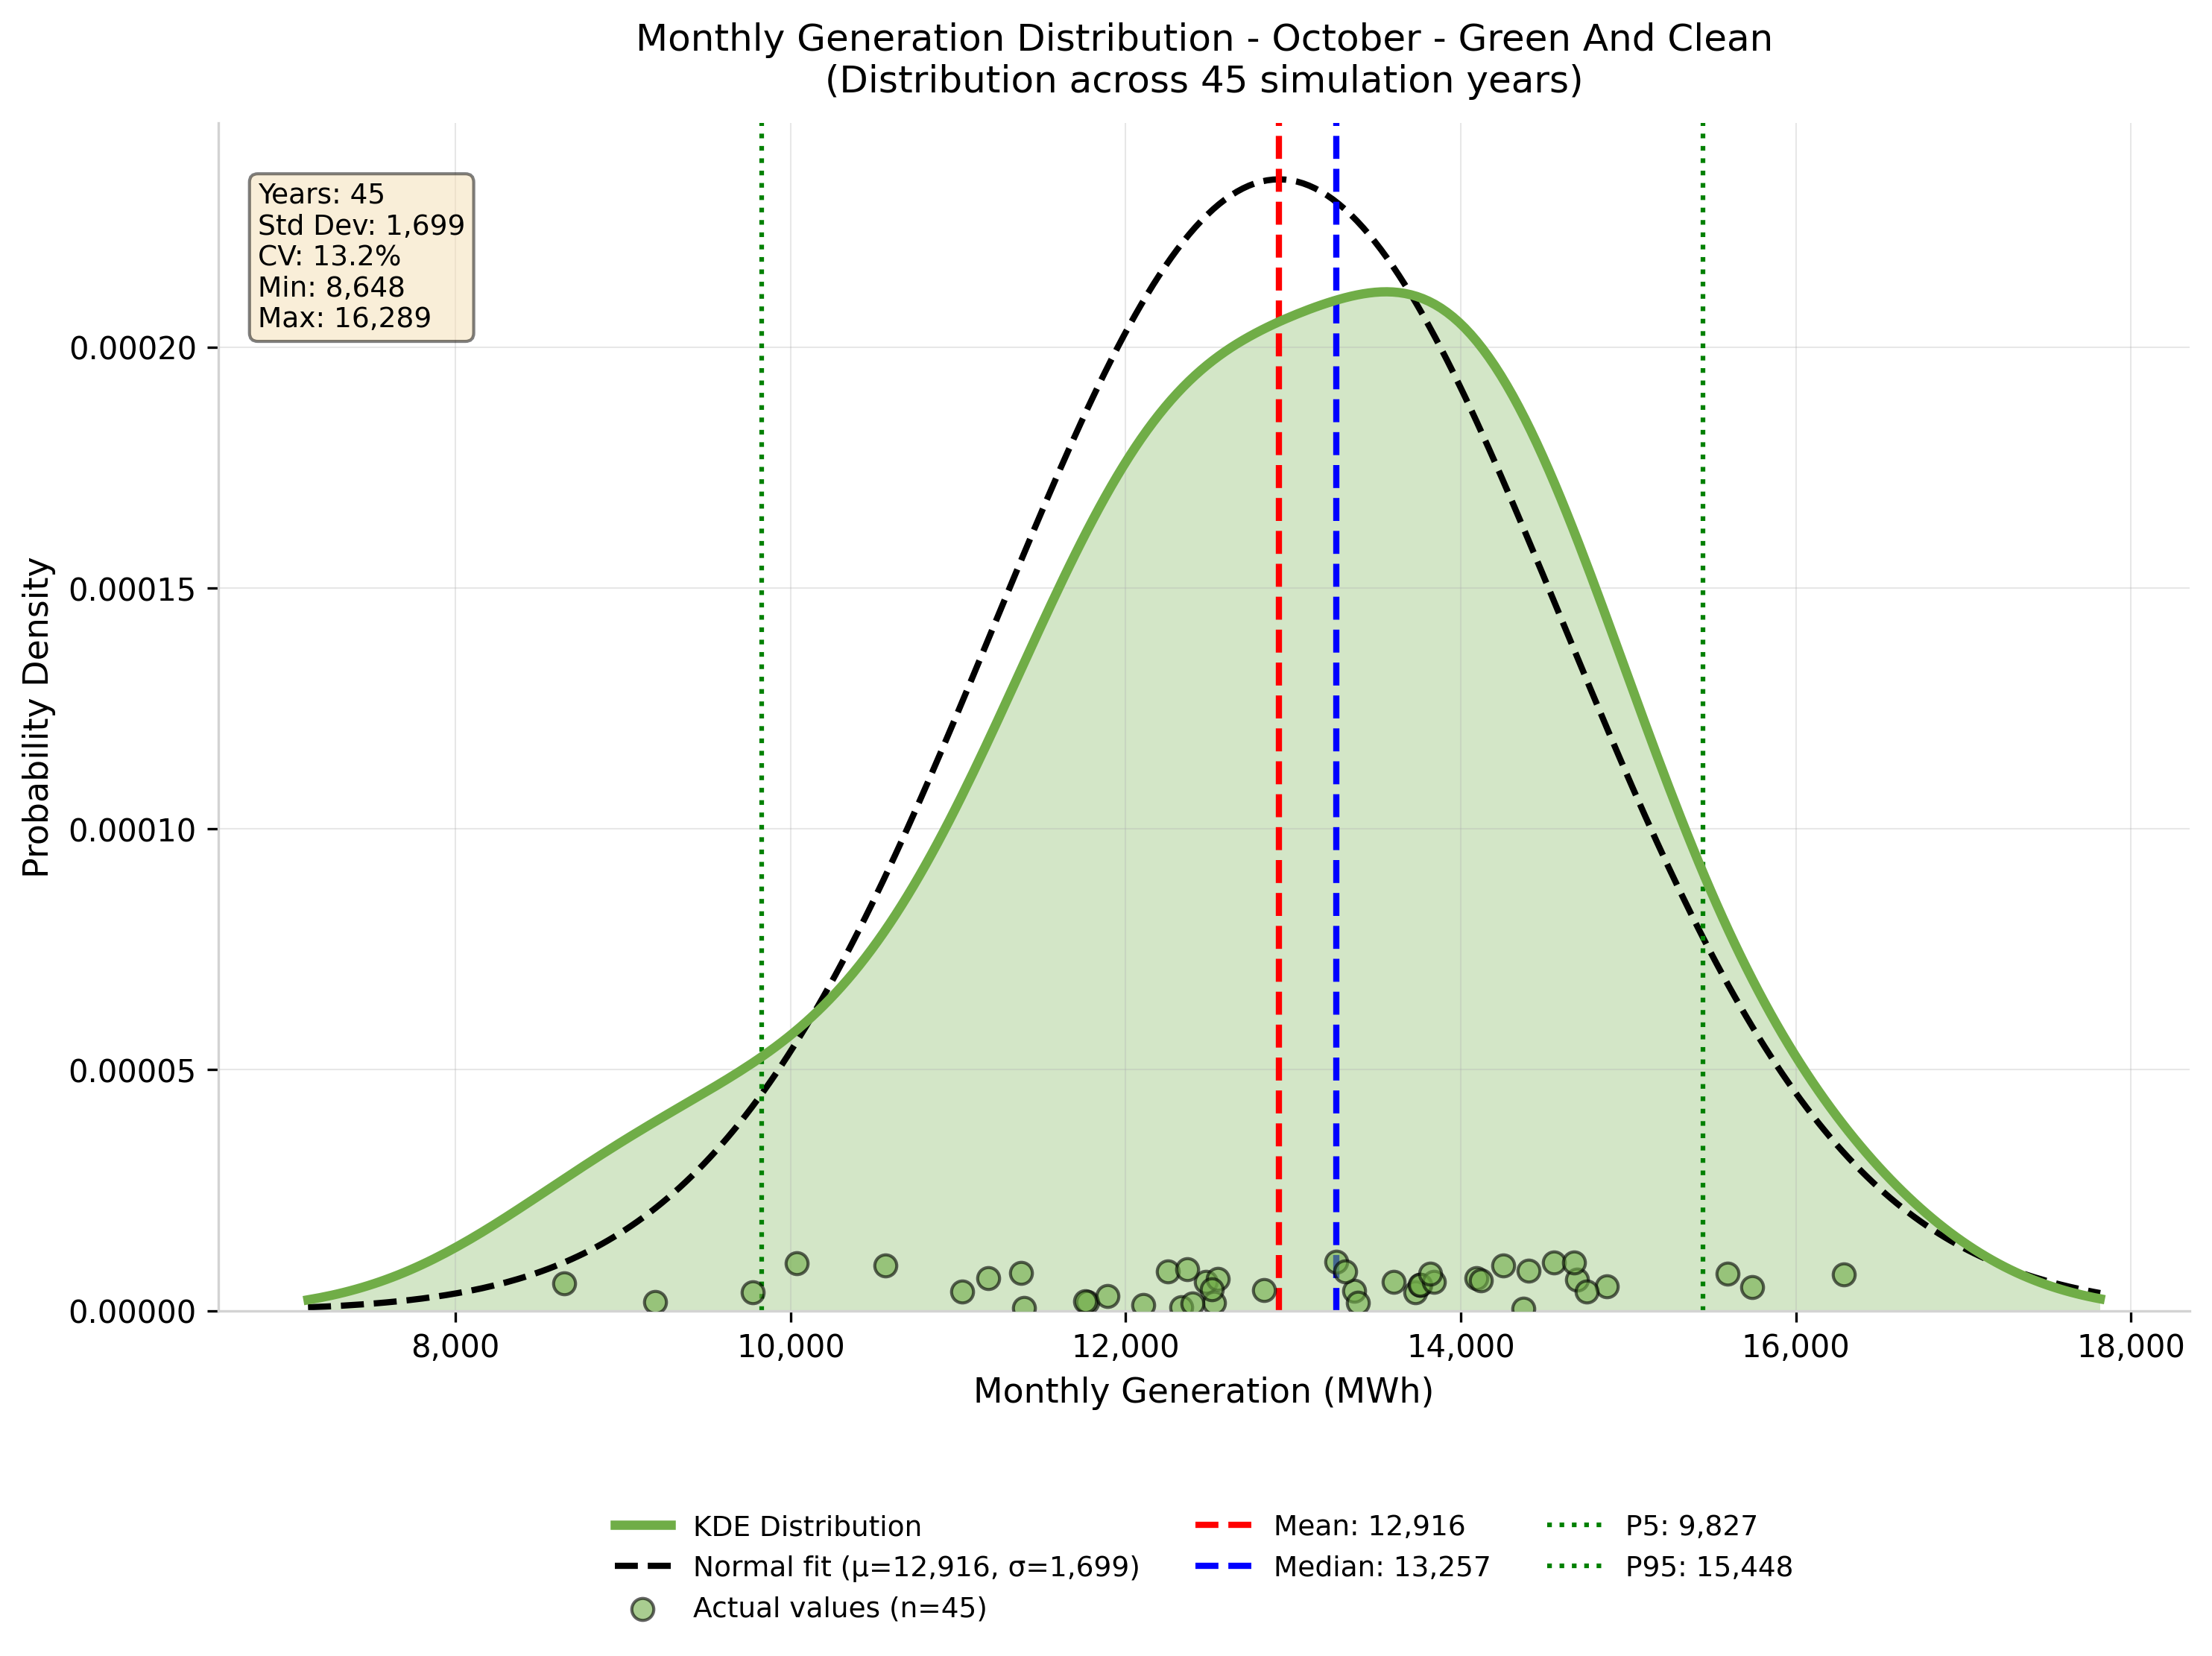 Monthly Generation Distribution - October - Green And Clean
(Distribution across 45 simulation years)
Years: 45
Std Dev: 1,699
CV: 13.2%
Min: 8,648
Max: 16,289
Probability Density
0.00020
0.00015
0.00010
0.00005
0.00000
8,000
10,000
12,000
14,000
16,000
18,000
Monthly Generation (MWh)
KDE Distribution
Normal fit (μ=12,916, σ=1,699)
Actual values (n=45)
Mean: 12,916
Median: 13,257
P5: 9,827
P95: 15,448